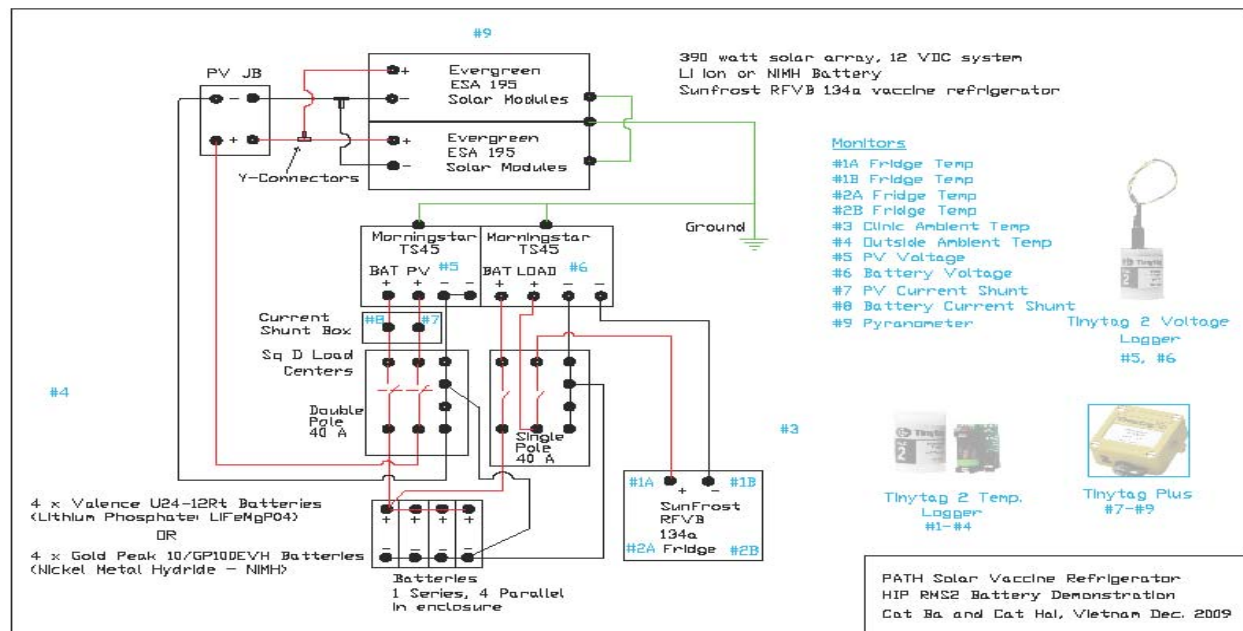 #9
390 watt solar array, 12 VDC system
Li Ion or NIMH Battery
Sunfrost RFVB 134a vaccine refrigerator
PV JB
- 
+
+ Evergreen
ESA 195
- Solar Modules
+ Evergreen
ESA 195
- Solar Modules
Y-Connectors
Ground
Monitors
#1A Fridge Temp
#1B Fridge Temp
#2A Fridge Temp
#2B Fridge Temp
#3 Clinic Ambient Temp
#4 Outside Ambient Temp
#5 PV Voltage
#6 Battery Voltage
#7 PV Current Shunt
#8 Battery Current Shunt
#9 Pyranometer
Tinytag 2 Voltage
Logger
#5, #6
Morningstar
TS45
BAT PV #5
+ + - -
Morningstar
TS45
BAT LOAD #6
+ + - -
Current
Shunt Box
#8 #7
Sq D Load
Centers
Double
Pole
40 A
Single
Pole
40 A
#4
#3
#1A + - #1B
SunFrost
RFVB
134a
#2A Fridge #2B
Tinytag 2 Temp.
Logger
#1-#4
TinyTag
Tinytag Plus
#7-#9
4 x Valence U24-12Rt Batteries
(Lithium Phosphate: LiFeMgPO4)
OR
4 x Gold Peak 10/GP100EVH Batteries
(Nickel Metal Hydride - NIMH)
+ + + +
- - - -
Batteries
1 Series, 4 Parallel
in enclosure
PATH Solar Vaccine Refrigerator
HIP RMS2 Battery Demonstration
Cat Ba and Cat Hai, Vietnam Dec. 2009